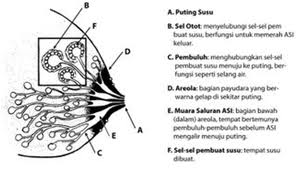 B
F
D
A
E
C
A. Puting Susu
B. Sel Otot: menyelubungi sel-sel pem
buat susu, berfungsi untuk memerah ASI
keluar.
C. Pembuluh: menghubungkan sel-sel
pembuat susu menuju ke puting, ber-
fungsi seperti selang air.
D. Areola: bagian payudara yang ber-
warna gelap di sekitar putting.
E. Muara Saluran ASI: bagian bawah
(dalam) areola, tempat bertemunya
pembuluh-pembuluh sebelum ASI
mengalir menuju puting.
F. Sel-sel pembuat susu: tempat susu
dibuat.